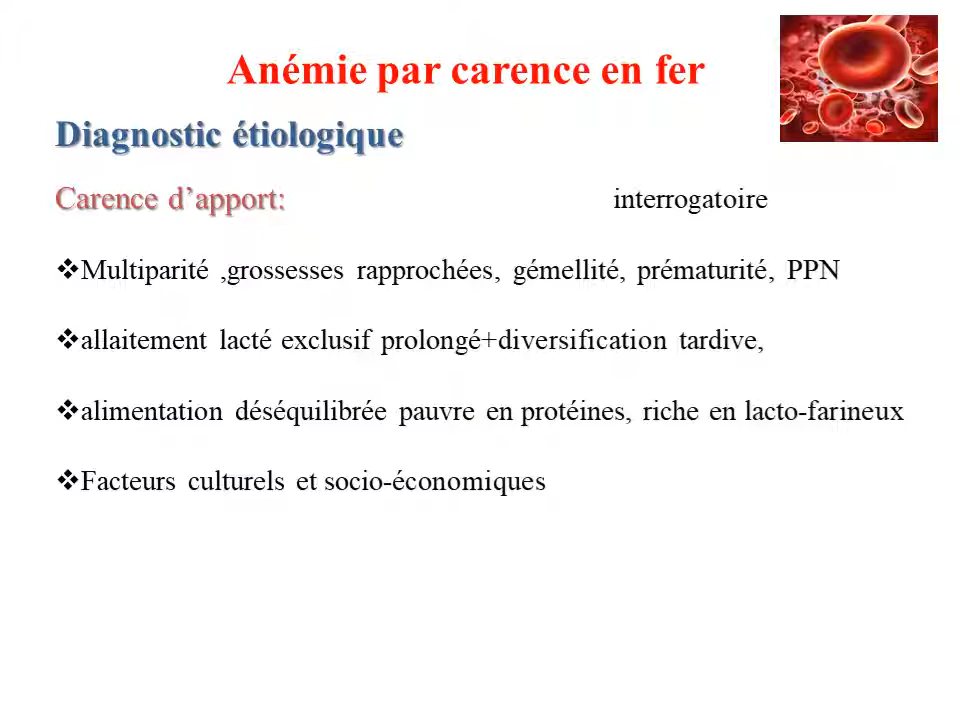 Anémie par carence en fer
Diagnostic étiologique
Carence d’apport: interrogatoire
❖Multiparité ,grossesses rapprochées, gémellité, prématurité, PPN
❖allaitement lacté exclusif prolongé+diversification tardive,
❖alimentation déséquilibrée pauvre en protéines, riche en lacto-farineux
❖Facteurs culturels et socio-économiques